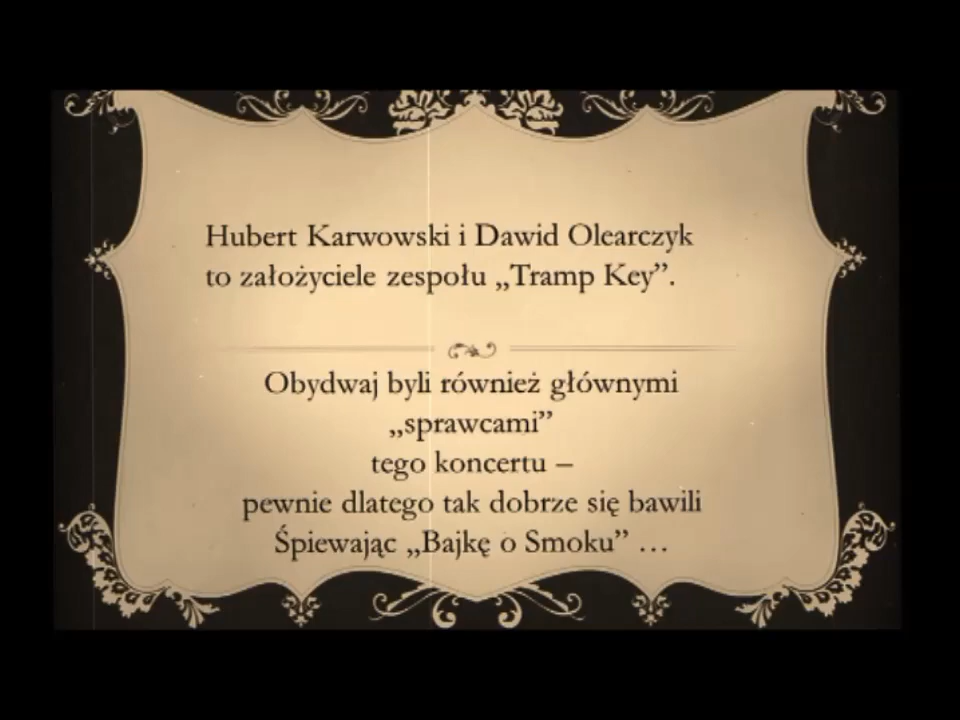 Hubert Karwowski i Dawid Olearczyk
to założyciele zespołu „Tramp Key”.
Obydwaj byli również głównymi
„sprawcami”
tego koncertu –
pewnie dlatego tak dobrze się bawili
Śpiewając „Bajkę o Smoku” …